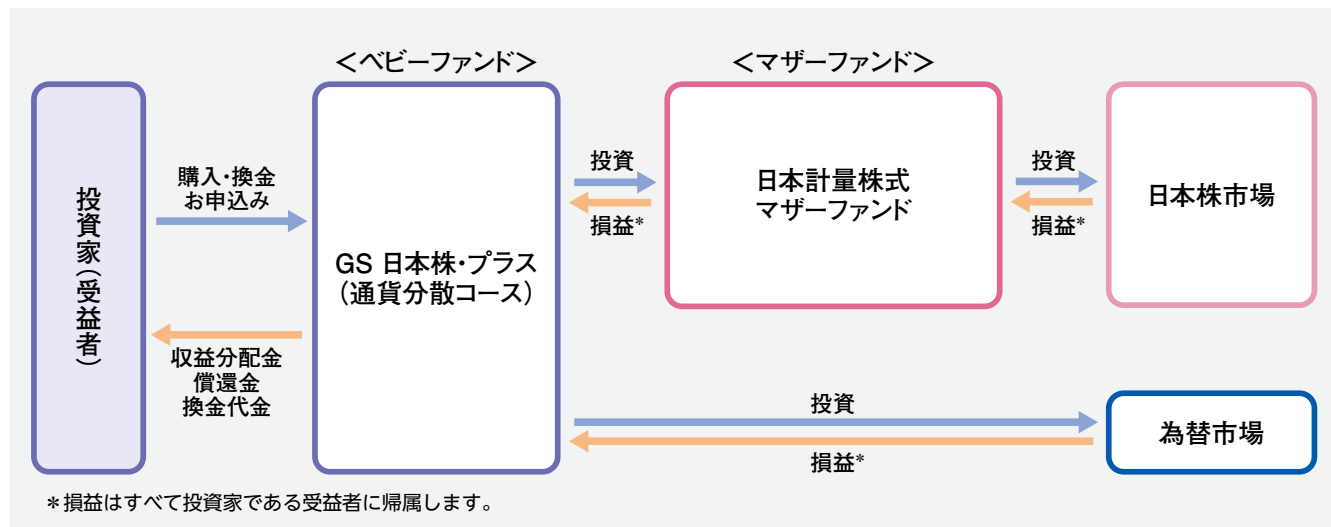 ＜ベビーファンド＞
＜マザーファンド＞
投資家（受益者）
購入・換金
お申込み
収益分配金
償還金
換金代金
GS 日本株・プラス
（通貨分散コース）
投資
損益*
日本計量株式
マザーファンド
投資
損益*
日本株市場
投資
損益*
為替市場
*損益はすべて投資家である受益者に帰属します。